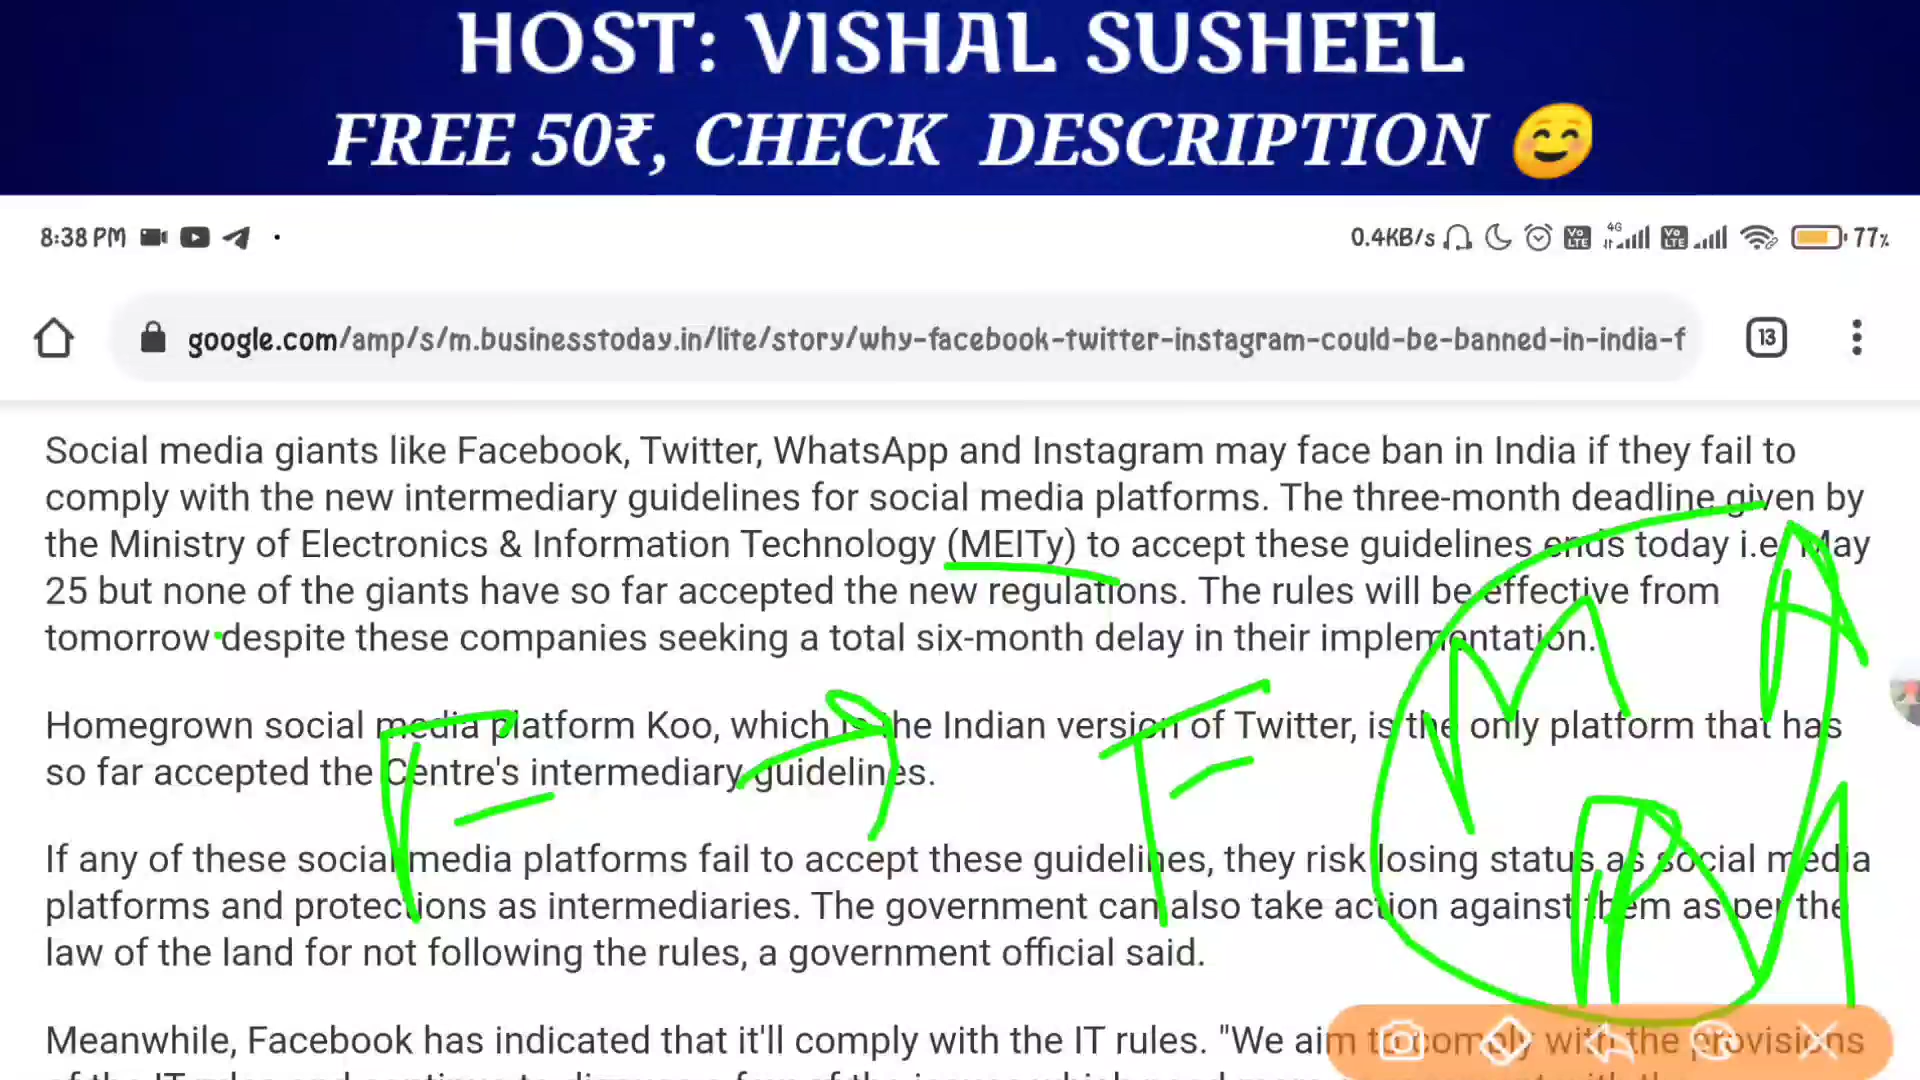 HOST: VISHAL SUSHEEL
FREE 50₹, CHECK DESCRIPTION
8:38 PM
0.4KB/s
Vo LTE
4G
Vo LTE
77%
google.com/amp/s/m.businesstoday.in/lite/story/why-facebook-twitter-instagram-could-be-banned-in-india-f
13
Social media giants like Facebook, Twitter, WhatsApp and Instagram may face ban in India if they fail to
comply with the new intermediary guidelines for social media platforms. The three-month deadline given by
the Ministry of Electronics & Information Technology (MEITy) to accept these guidelines ends today i.e. May
25 but none of the giants have so far accepted the new regulations. The rules will be effective from
tomorrow despite these companies seeking a total six-month delay in their implementation.
Homegrown social media platform Koo, which is the Indian version of Twitter, is the only platform that has
so far accepted the Centre's intermediary guidelines.
If any of these social media platforms fail to accept these guidelines, they risk losing status as social media
platforms and protections as intermediaries. The government can also take action against them as per the
law of the land for not following the rules, a government official said.
Meanwhile, Facebook has indicated that it'll comply with the IT rules. "We aim to comply with the provisions
F
F
M
A